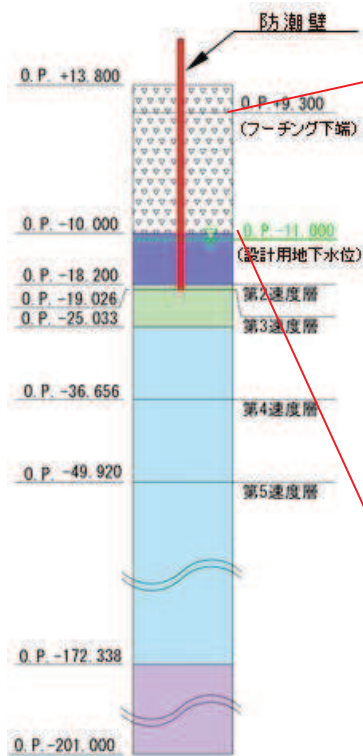 防潮壁
O.P. +13.800
O.P.+9.300
(フーチング下端)
O.P. -10.000
O.P.-11.000
(設計用地下水位)
O.P. -18.200
第2速度層
O.P. -19.026
O.P. -25.033
第3速度層
O.P. -36.656
第4速度層
O.P. -49.920
第5速度層
O.P. -172.338
O.P.-201.000